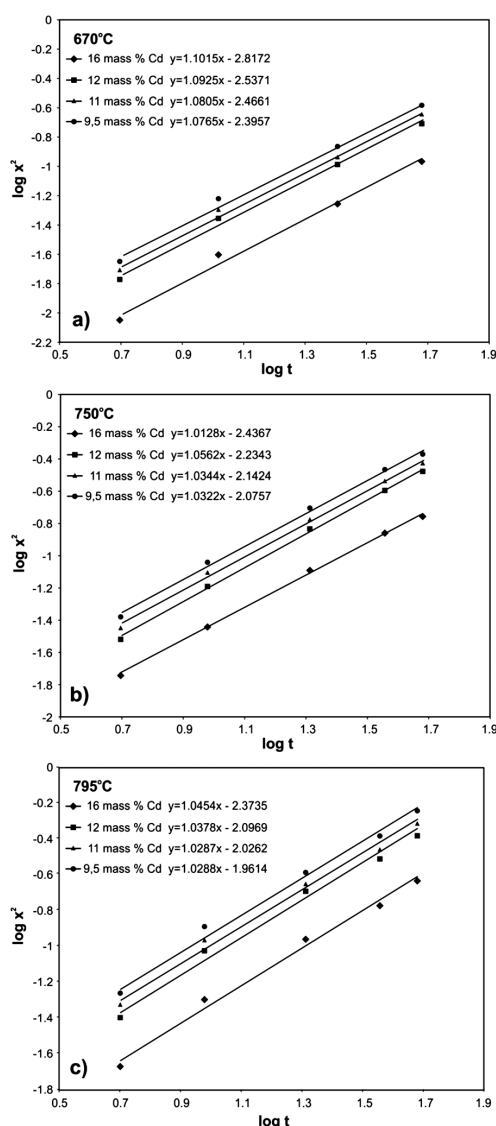 670°C
16 mass % Cd y=1.1015x - 2.8172
12 mass % Cd y=1.0925x - 2.5371
11 mass % Cd y=1.0805x - 2.4661
9,5 mass % Cd y=1.0765x - 2.3957
0
-0.2
-0.4
-0.6
-0.8
-1
-1.2
-1.4
-1.6
-1.8
-2
-2.2
log x²
a)
0.5 0.7 0.9 1.1 1.3 1.5 1.7 1.9
log t
750°C
16 mass % Cd y=1.0128x - 2.4367
12 mass % Cd y=1.0562x - 2.2343
11 mass % Cd y=1.0344x - 2.1424
9,5 mass % Cd y=1.0322x - 2.0757
0
-0.2
-0.4
-0.6
-0.8
-1
-1.2
-1.4
-1.6
-1.8
-2
log x²
b)
0.5 0.7 0.9 1.1 1.3 1.5 1.7 1.9
log t
795°C
16 mass % Cd y=1.0454x - 2.3735
12 mass % Cd y=1.0378x - 2.0969
11 mass % Cd y=1.0287x - 2.0262
9,5 mass % Cd y=1.0288x - 1.9614
0
-0.2
-0.4
-0.6
-0.8
-1
-1.2
-1.4
-1.6
-1.8
log x²
c)
0.5 0.7 0.9 1.1 1.3 1.5 1.7 1.9
log t